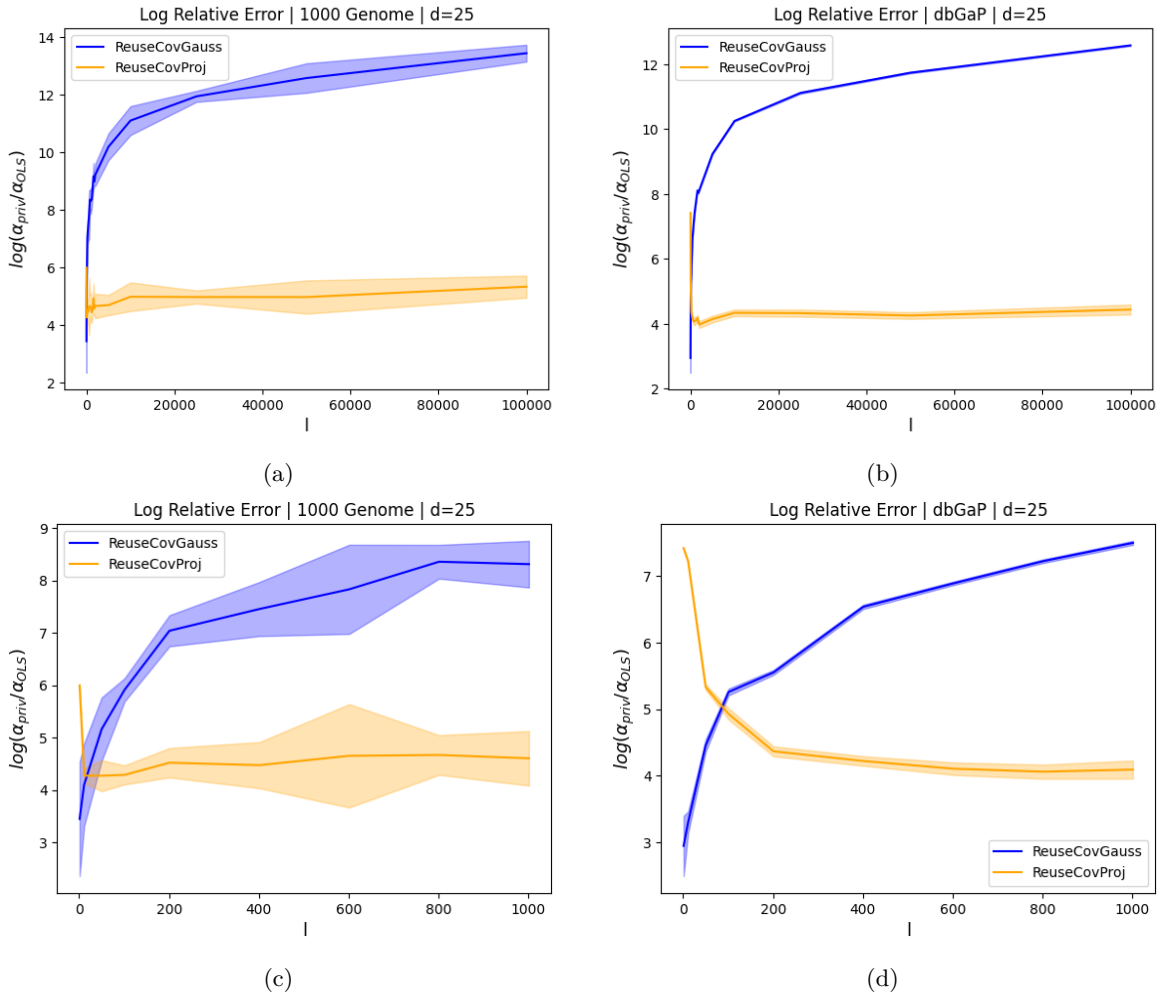 Log Relative Error | 1000 Genome | d=25
14
12
10
8
6
4
2
log(α_priv/α_OLS)
ReuseCovGauss
ReuseCovProj
0
20000
40000
60000
80000
100000
l
(a)
Log Relative Error | dbGaP | d=25
12
10
8
6
4
2
log(α_priv/α_OLS)
ReuseCovGauss
ReuseCovProj
0
20000
40000
60000
80000
100000
l
(b)
Log Relative Error | 1000 Genome | d=25
9
8
7
6
5
4
3
log(α_priv/α_OLS)
ReuseCovGauss
ReuseCovProj
0
200
400
600
800
1000
l
(c)
Log Relative Error | dbGaP | d=25
7
6
5
4
3
log(α_priv/α_OLS)
ReuseCovGauss
ReuseCovProj
0
200
400
600
800
1000
l
(d)